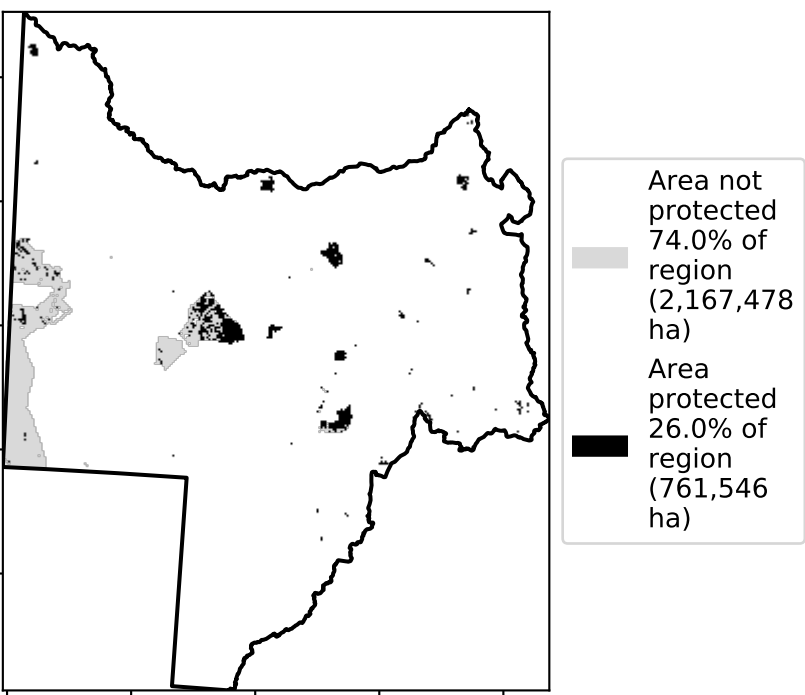 Area not
protected
74.0% of
region
(2,167,478
ha)
Area
protected
26.0% of
region
(761,546
ha)